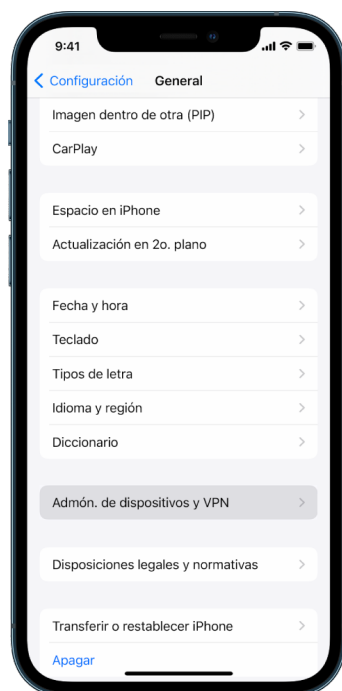 9:41
Configuración General
Imagen dentro de otra (PIP)
CarPlay
Espacio en iPhone
Actualización en 2o. plano
Fecha y hora
Teclado
Tipos de letra
Idioma y región
Diccionario
Admón. de dispositivos y VPN
Disposiciones legales y normativas
Transferir o restablecer iPhone
Apagar